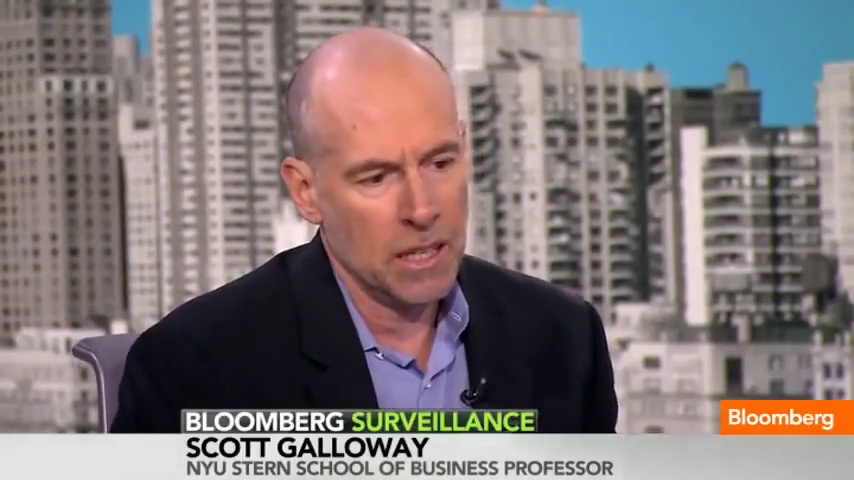 BLOOMBERG SURVEILLANCE
Bloomberg
SCOTT GALLOWAY
NYU STERN SCHOOL OF BUSINESS PROFESSOR